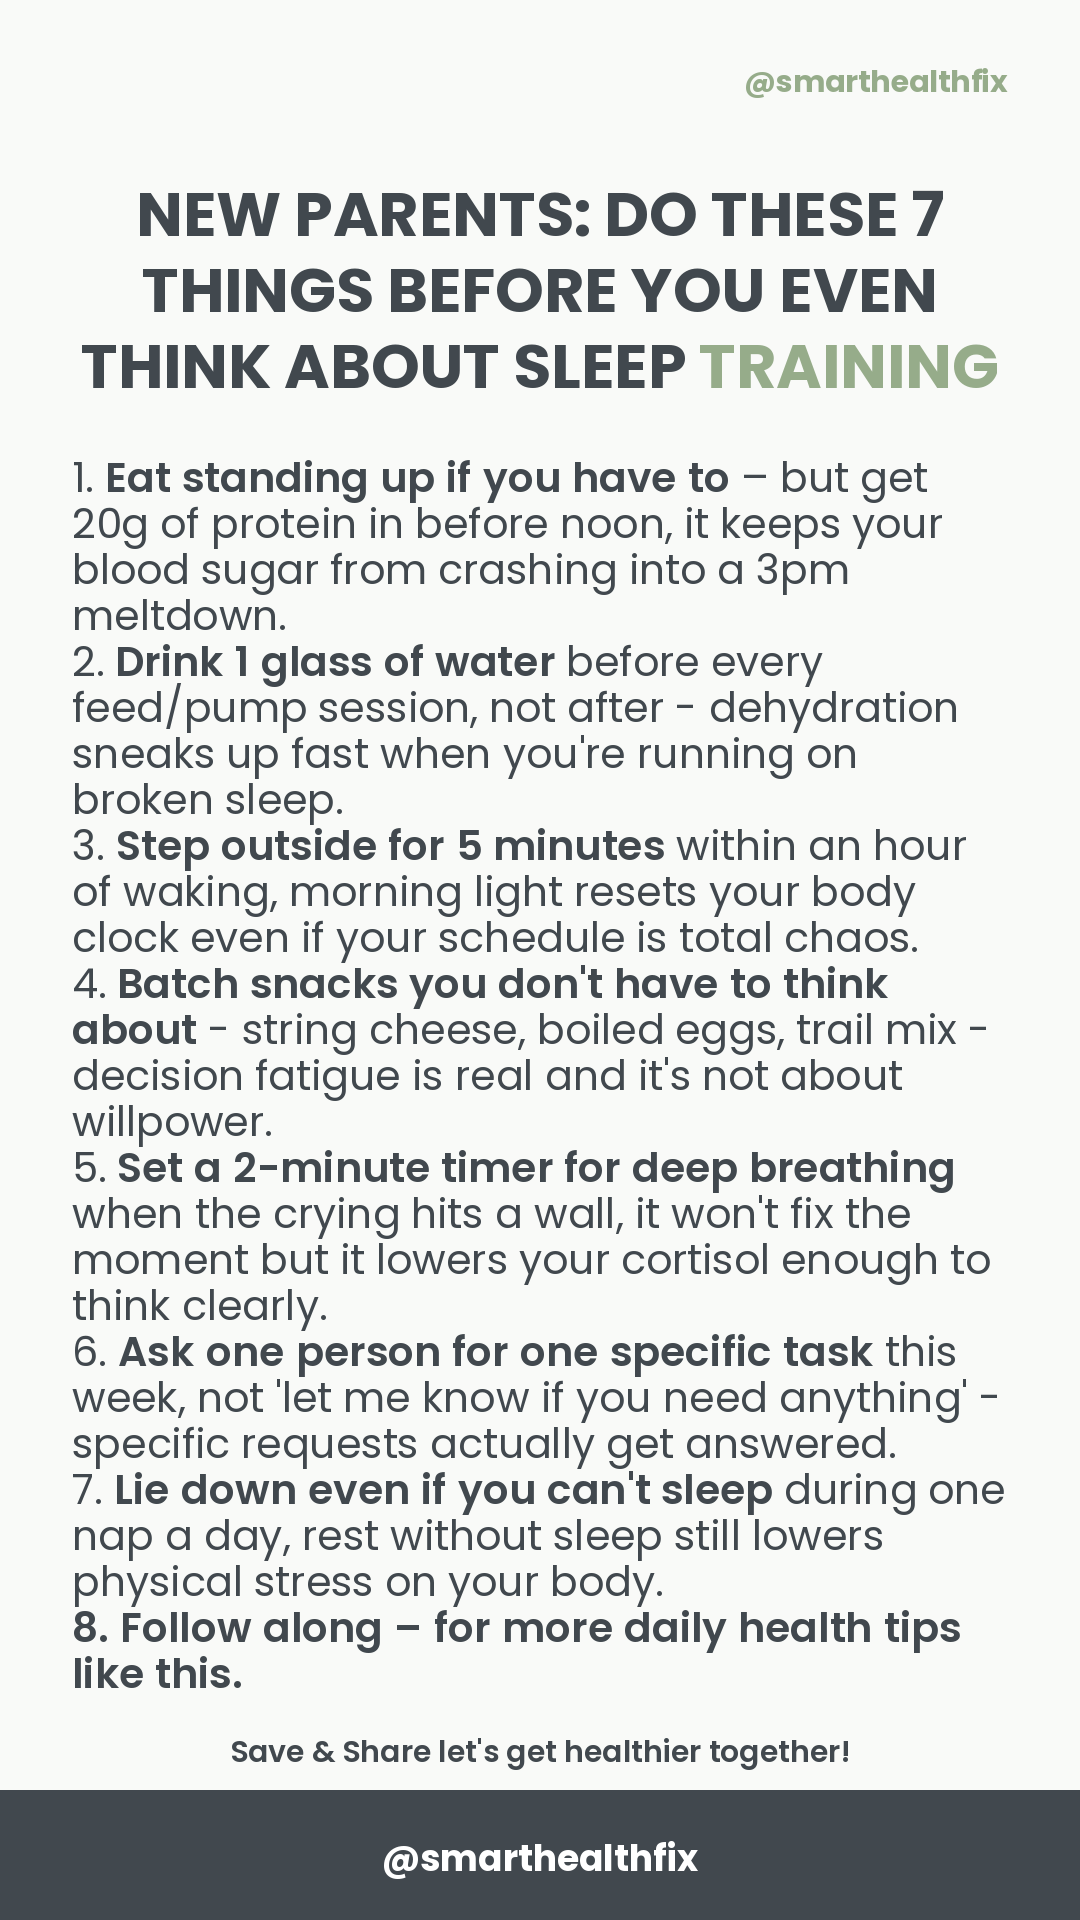 @smarthealthfix
NEW PARENTS: DO THESE 7
THINGS BEFORE YOU EVEN
THINK ABOUT SLEEP TRAINING
1. Eat standing up if you have to – but get
20g of protein in before noon, it keeps your
blood sugar from crashing into a 3pm
meltdown.
2. Drink 1 glass of water before every
feed/pump session, not after - dehydration
sneaks up fast when you're running on
broken sleep.
3. Step outside for 5 minutes within an hour
of waking, morning light resets your body
clock even if your schedule is total chaos.
4. Batch snacks you don't have to think
about - string cheese, boiled eggs, trail mix -
decision fatigue is real and it's not about
willpower.
5. Set a 2-minute timer for deep breathing
when the crying hits a wall, it won't fix the
moment but it lowers your cortisol enough to
think clearly.
6. Ask one person for one specific task this
week, not 'let me know if you need anything' -
specific requests actually get answered.
7. Lie down even if you can't sleep during one
nap a day, rest without sleep still lowers
physical stress on your body.
8. Follow along – for more daily health tips
like this.
Save & Share let's get healthier together!
@smarthealthfix